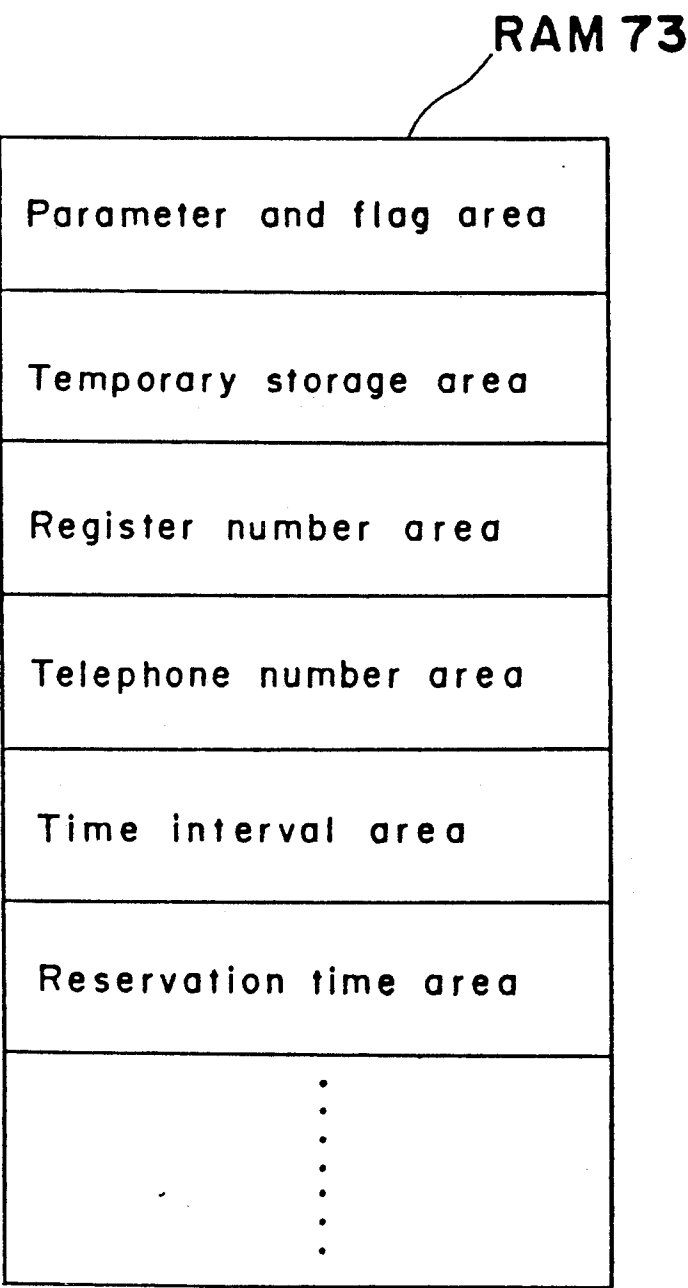 RAM 73
Parameter and flag area
Temporary storage area
Register number area
Telephone number area
Time interval area
Reservation time area